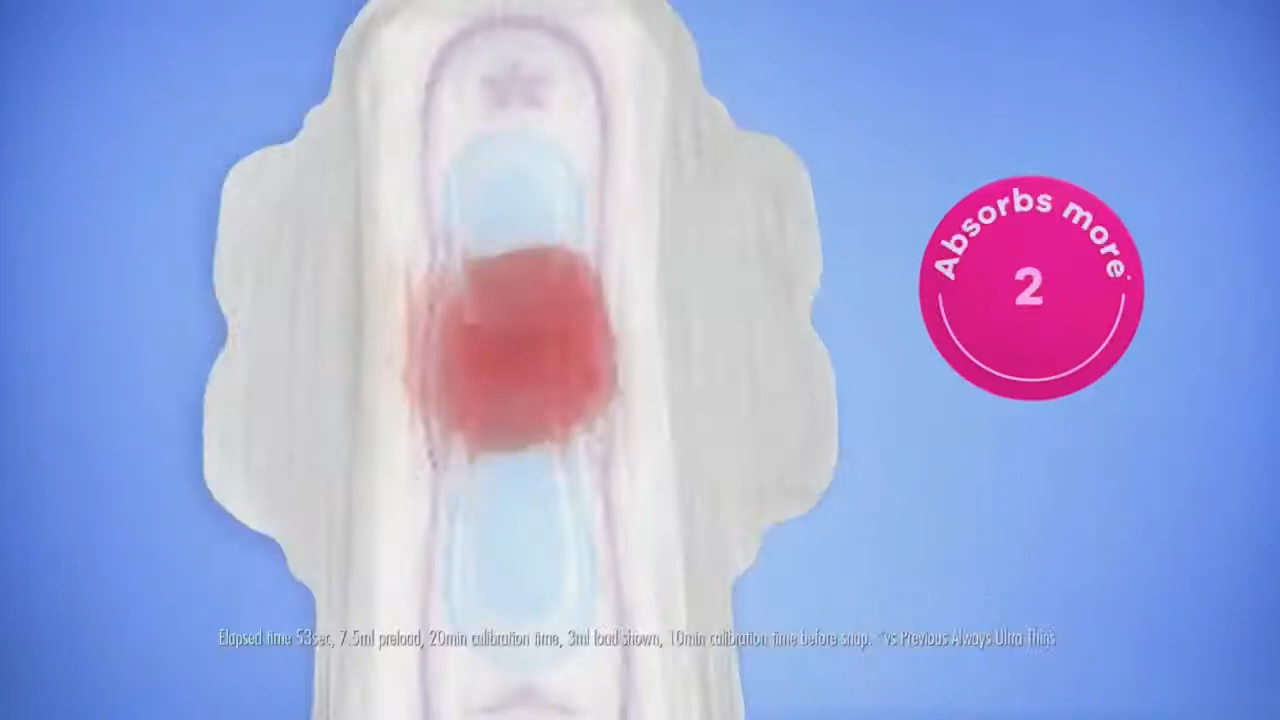 Absorbs more*
2
Elapsed time 53sec, 7.5ml preload, 20min calibration time, 3ml load shown, 10min calibration time before snap. *vs Previous Always Ultra Thins